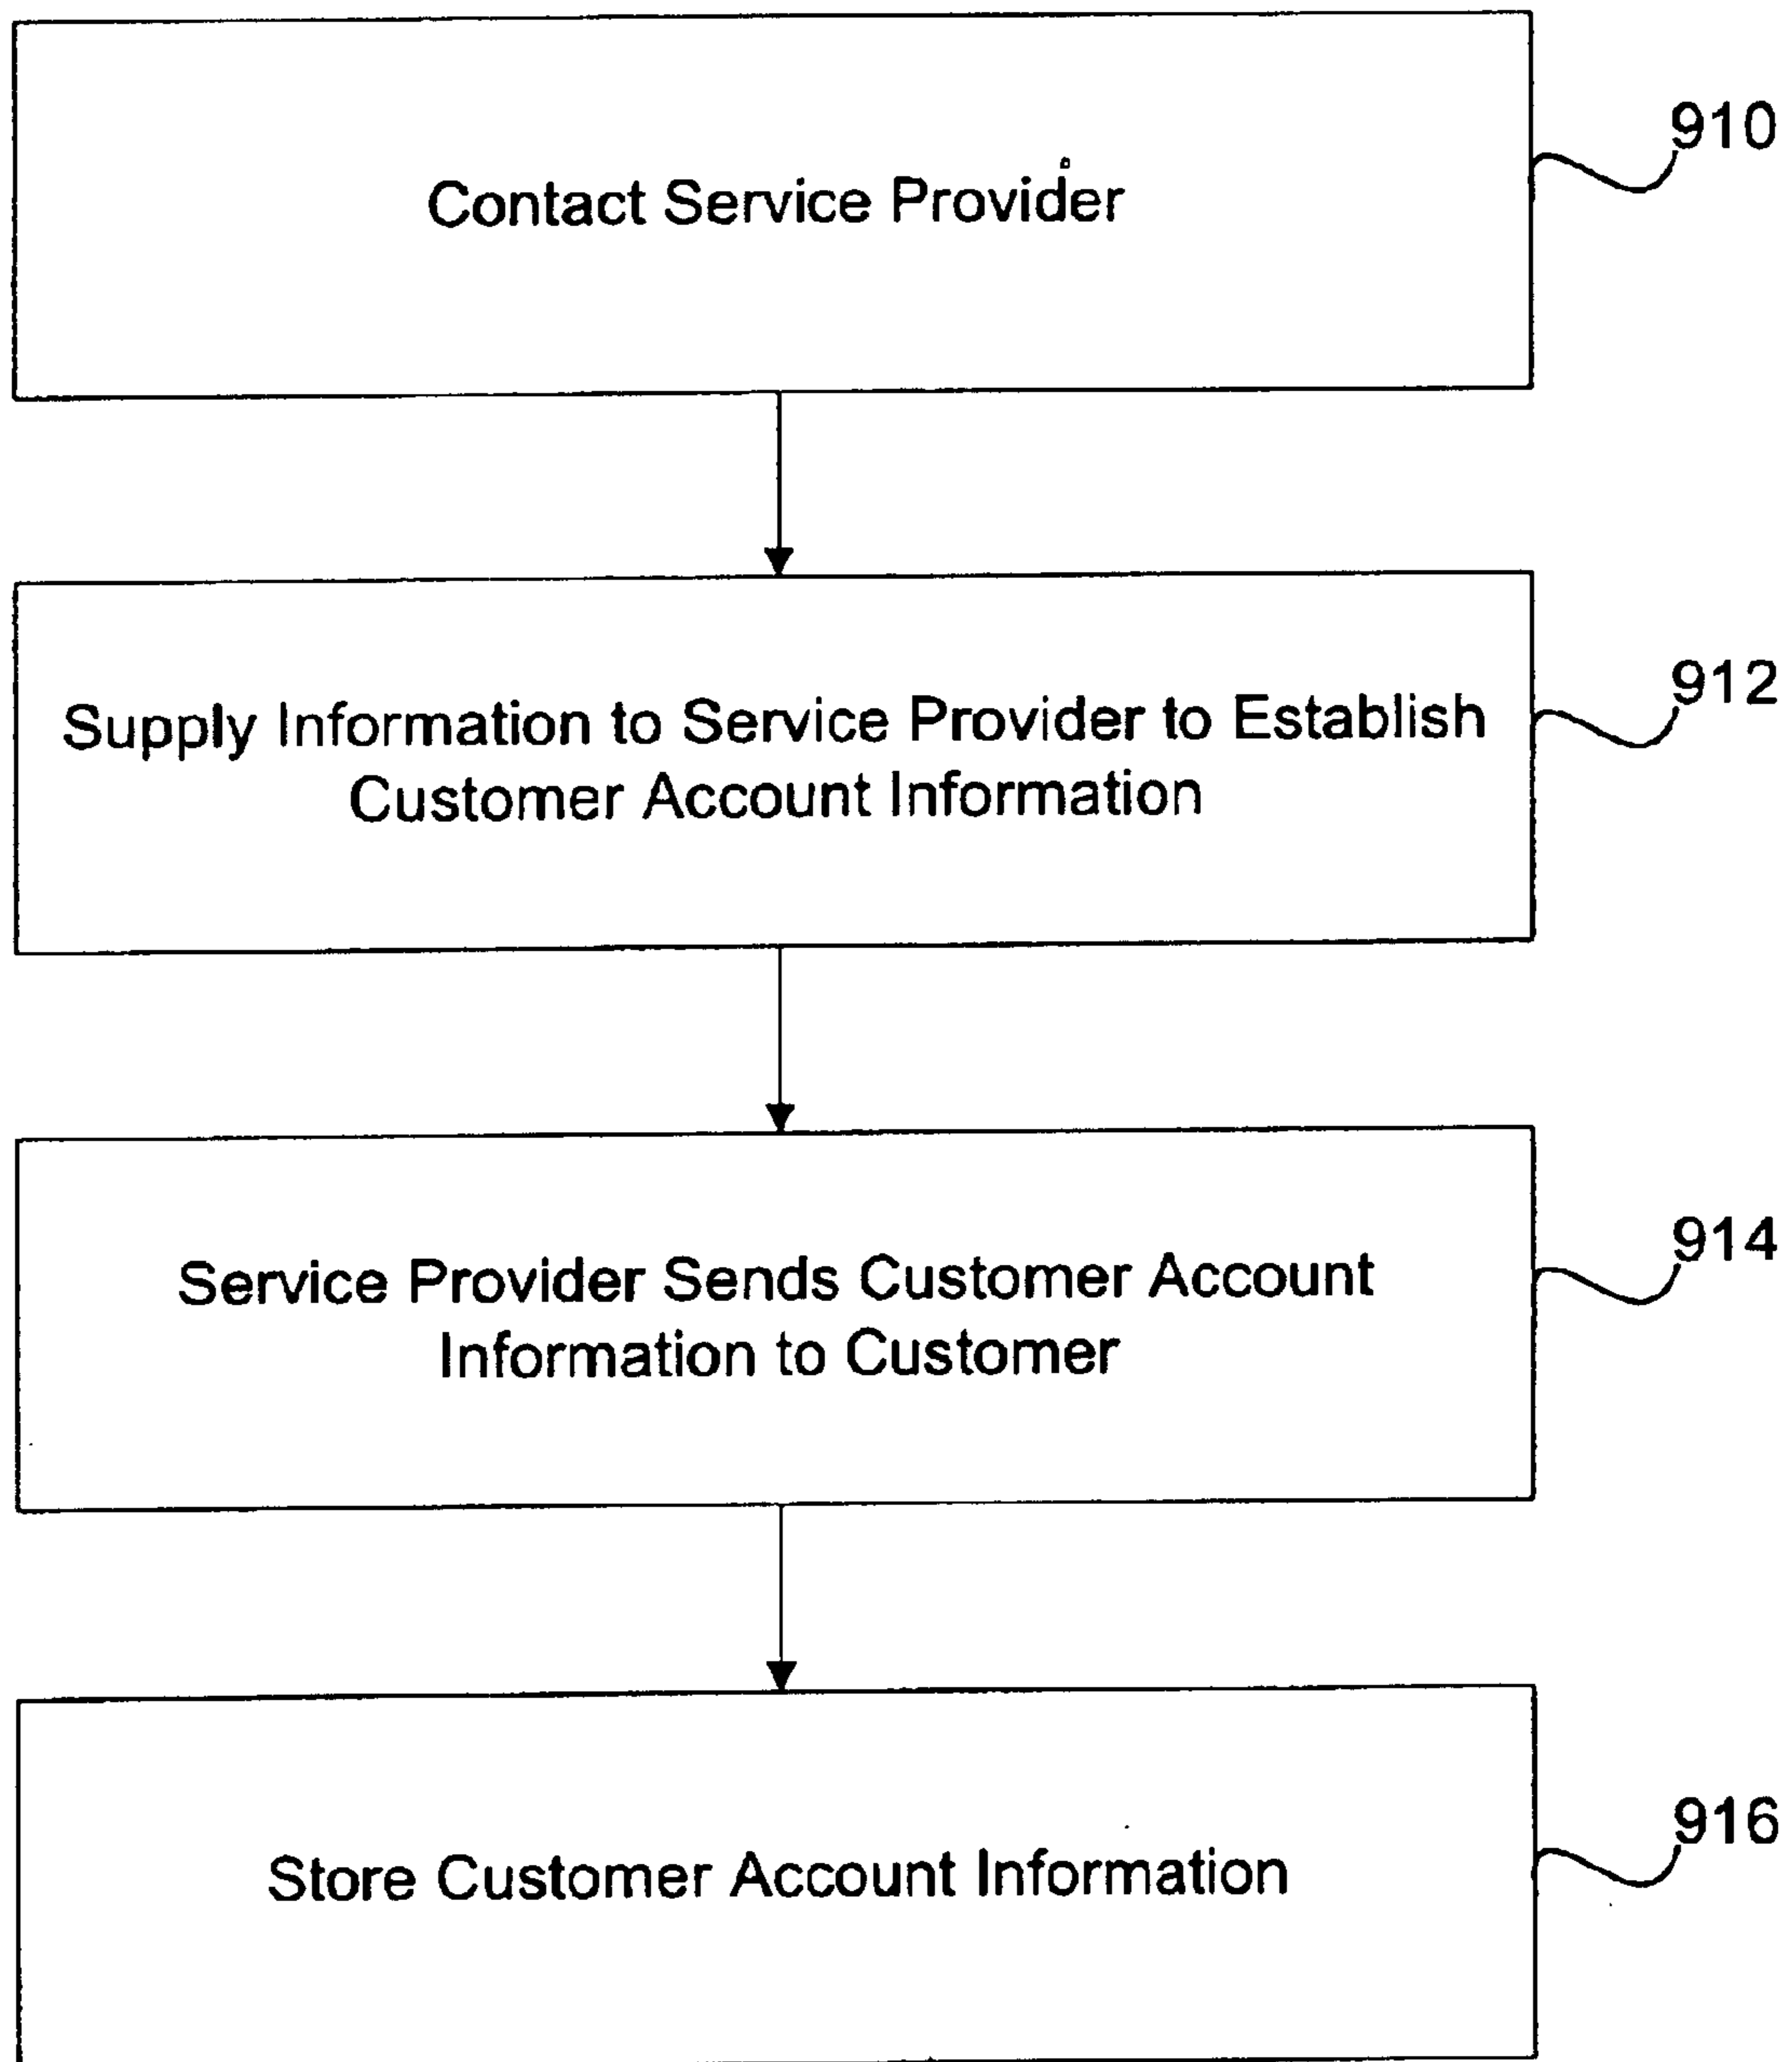 Contact Service Provider
910
Supply Information to Service Provider to Establish
Customer Account Information
912
Service Provider Sends Customer Account
Information to Customer
914
Store Customer Account Information
916